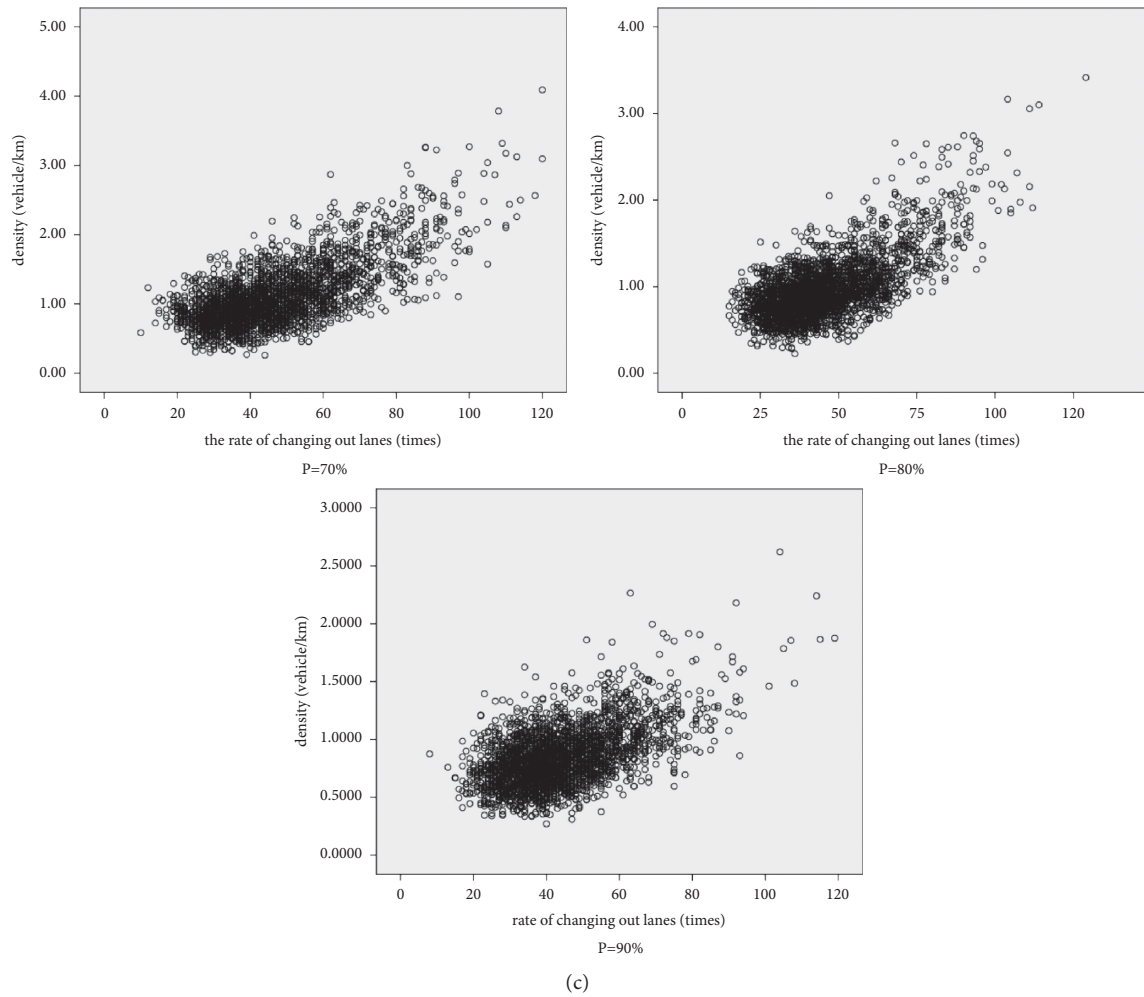 5.00
4.00
3.00
2.00
1.00
0.00
density (vehicle/km)
0 20 40 60 80 100 120
the rate of changing out lanes (times)
P=70%
4.00
3.00
2.00
1.00
0.00
density (vehicle/km)
0 25 50 75 100 120
the rate of changing out lanes (times)
P=80%
3.0000
2.5000
2.0000
1.5000
1.0000
0.5000
0.0000
density (vehicle/km)
0 20 40 60 80 100 120
rate of changing out lanes (times)
P=90%
(c)